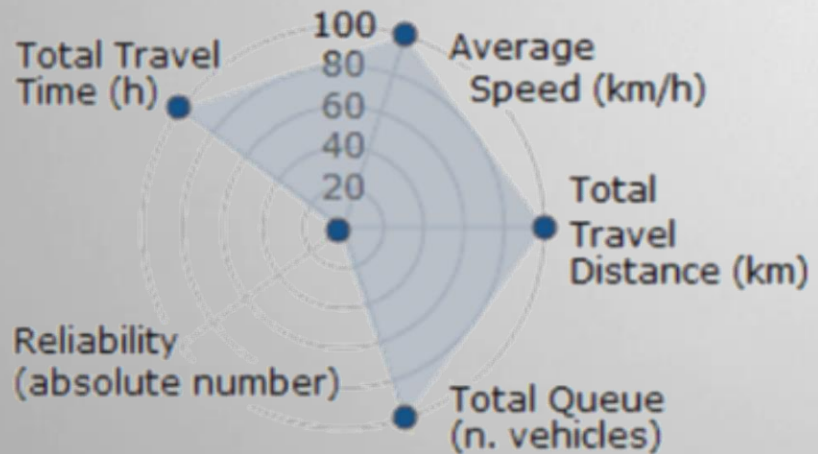 Total Travel
Time (h)
100
80
60
40
20
Average
Speed (km/h)
Total
Travel
Distance (km)
Reliability
(absolute number)
Total Queue
(n. vehicles)